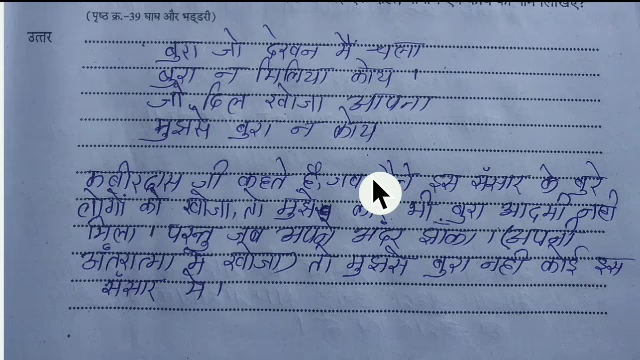 (पृष्ठ क्र.-39 घाघ और भड्डरी)
उत्तर
बुरा जो देखन मैं चला
बुरा न मिलिया कोय ।
जो दिल खोजा आपना
मुझसे बुरा न कोय
कबीरदास जी कहते हैं, जब इस संसार के बुरे
लोगों को खोजा, तो मुझे भी बुरा आदमी नही
मिला । परन्तु जब अपने अंदर झाँका । (अपनी
अंतरात्मा में खोजा) तो मुझसे बुरा नही कोई इस
संसार में ।